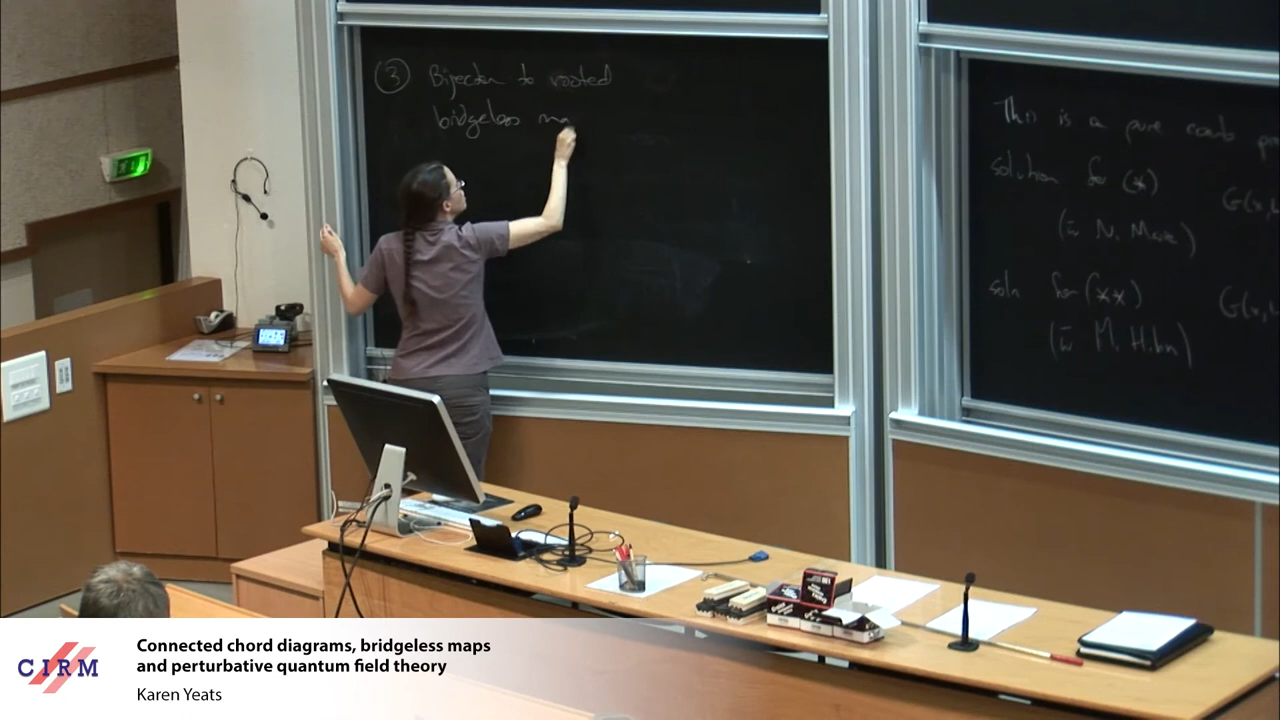 ③ Bijection to rooted
bridgeless ma
This is a pure comb
solution for (*)
G(x,
(w̄ N. Marie)
soln for (**)
G(x,
(w̄ M. Hihn)
CIRM
Connected chord diagrams, bridgeless maps
and perturbative quantum field theory
Karen Yeats